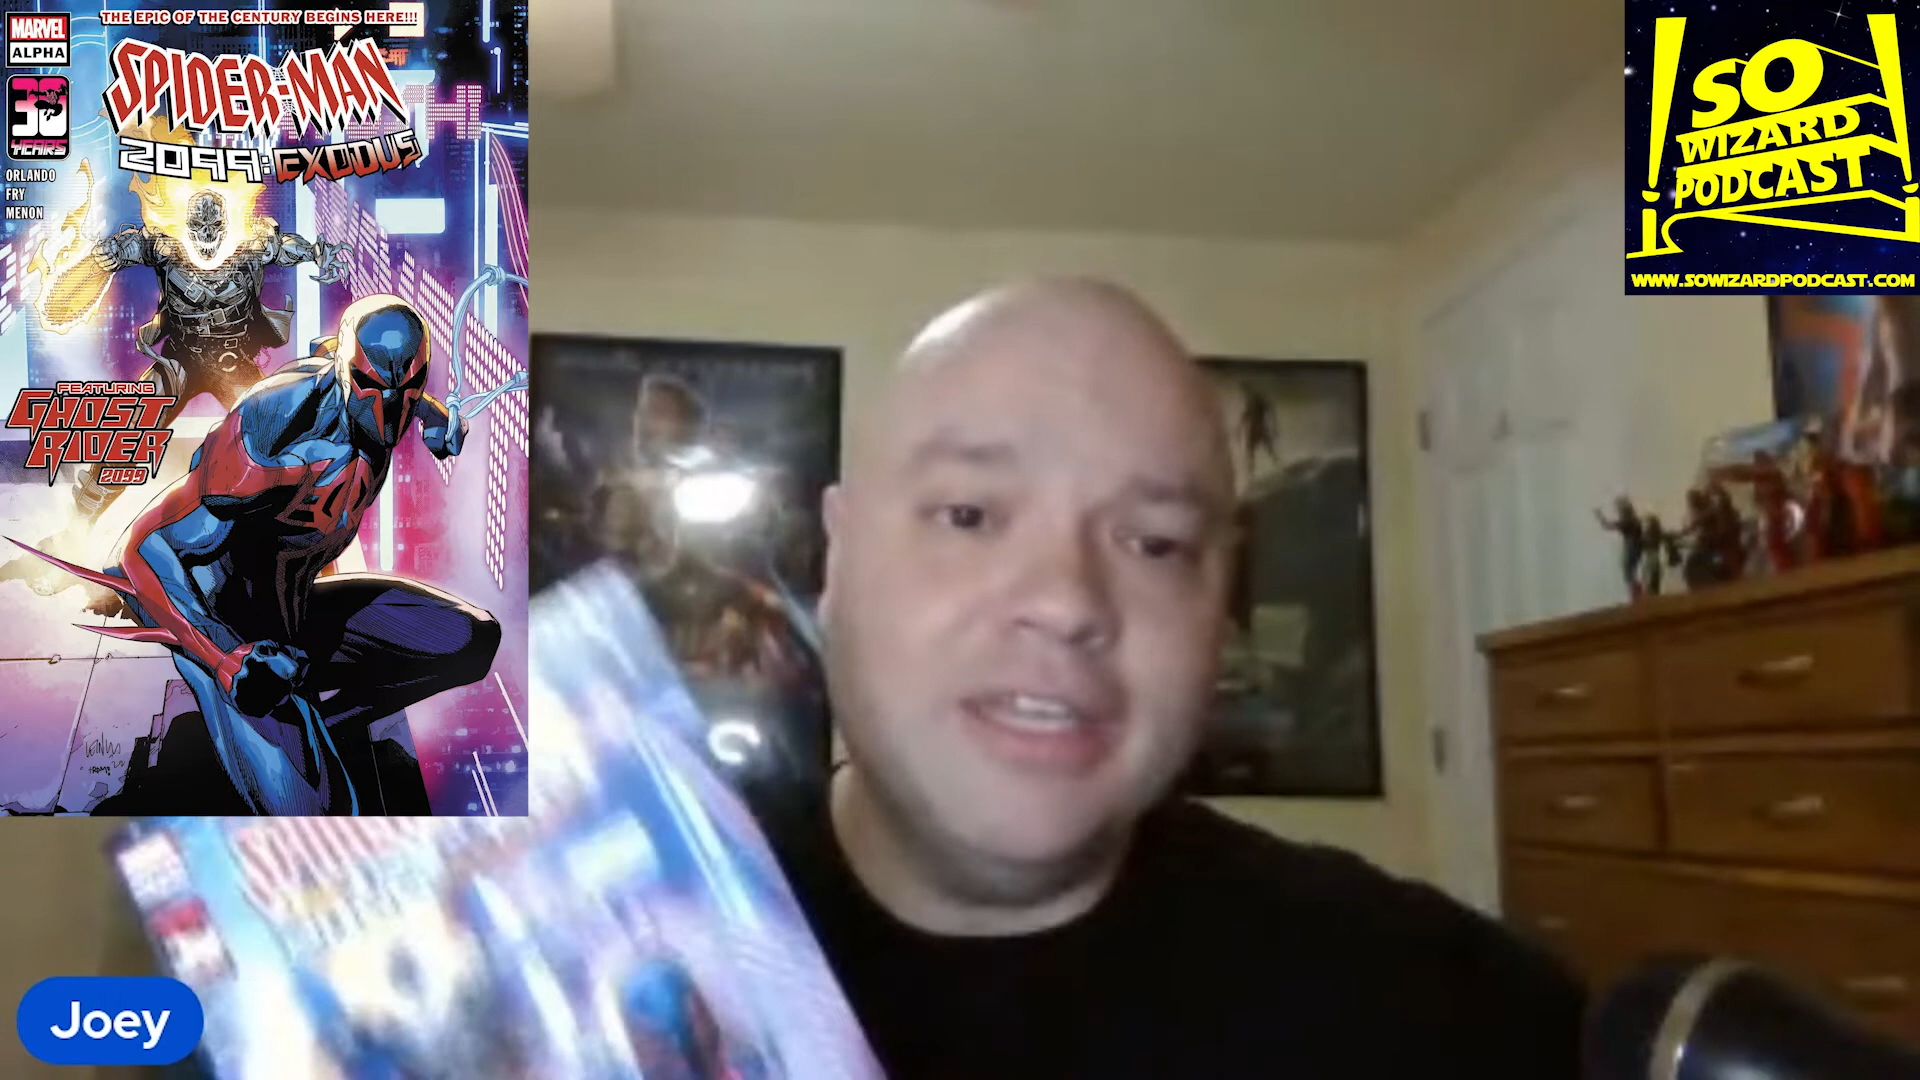 THE EPIC OF THE CENTURY BEGINS HERE!!!
MARVEL
ALPHA
SPIDER-MAN
2099: EXODUS
30
YEARS
ORLANDO
FRY
MENON
FEATURING
GHOST
RIDER
2099
SO
WIZARD
PODCAST
WWW.SOWIZARDPODCAST.COM
Joey